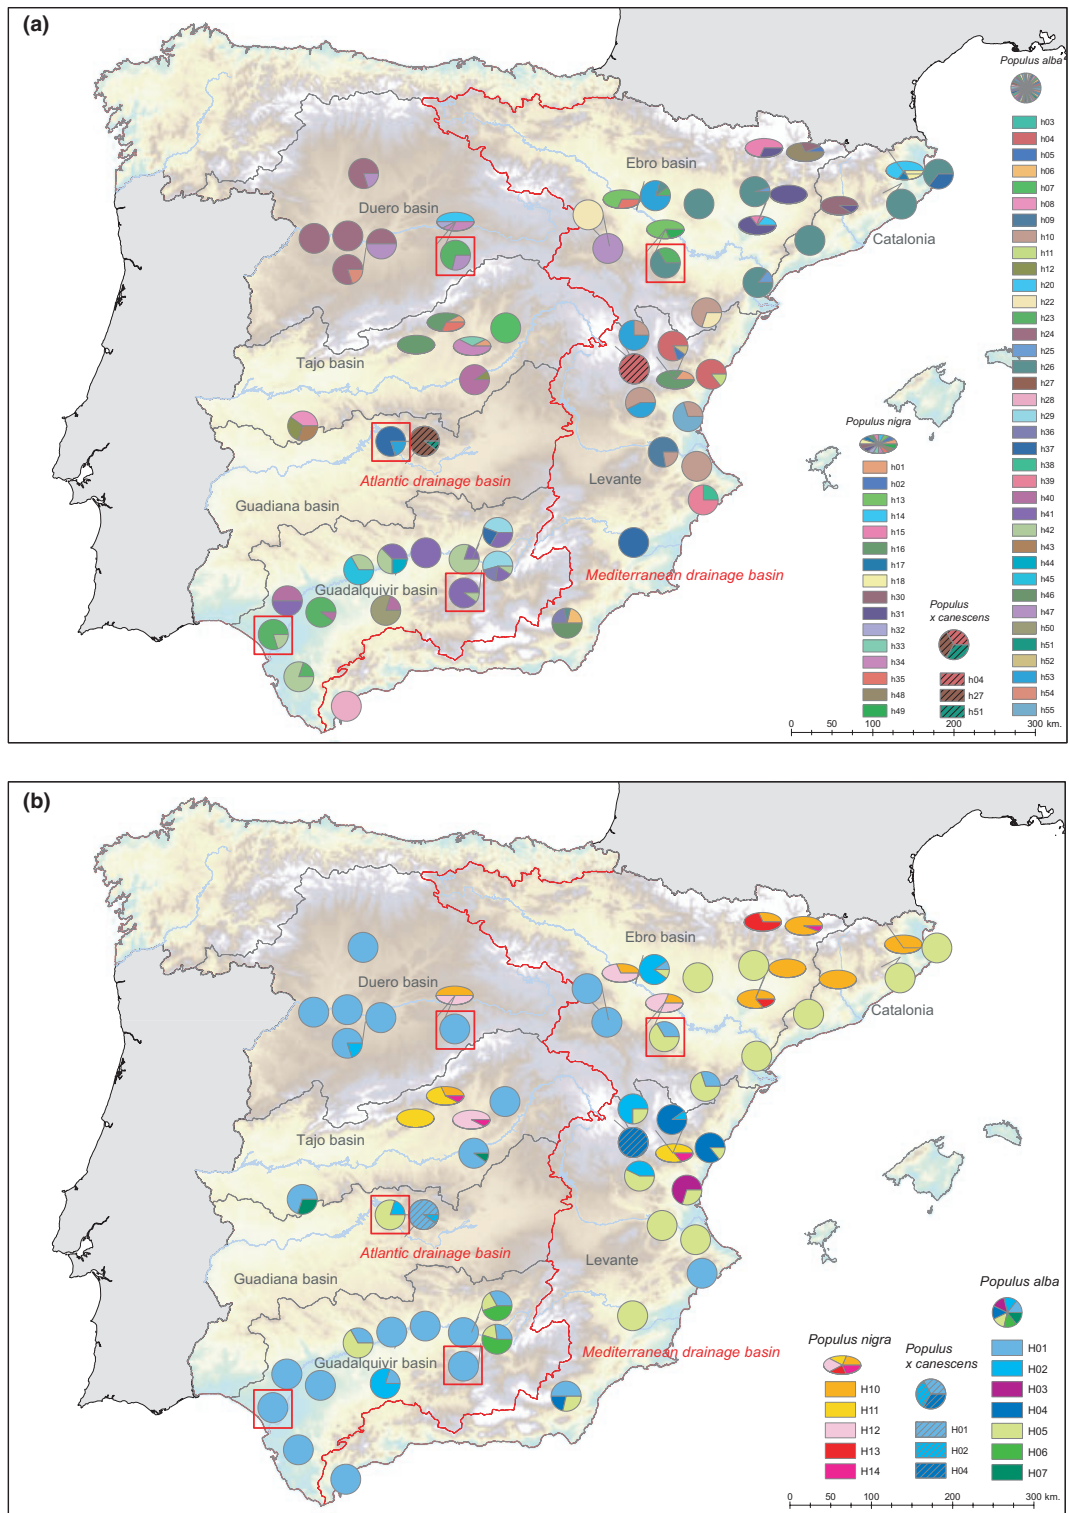 (a)
Populus alba
h03
h04
h05
h06
h07
h08
h09
h10
h11
h12
h20
h22
h23
h24
h25
h26
h27
h28
h29
h36
h37
h38
h39
h40
h41
h42
h43
h44
h45
h46
h47
h50
h51
h52
h53
h54
h55
Ebro basin
Duero basin
Catalonia
Tajo basin
Populus nigra
h01
h02
h13
h14
h15
h16
h17
h18
h30
h31
h32
h33
h34
h35
h48
h49
Levante
Atlantic drainage basin
Guadiana basin
Mediterranean drainage basin
Guadalquivir basin
Populus
x canescens
h04
h27
h51
0 50 100 200 300 km.
(b)
Ebro basin
Duero basin
Catalonia
Tajo basin
Atlantic drainage basin
Levante
Guadiana basin
Mediterranean drainage basin
Guadalquivir basin
Populus nigra
H10
H11
H12
H13
H14
Populus
x canescens
H01
H02
H04
Populus alba
H01
H02
H03
H04
H05
H06
H07
0 50 100 200 300 km.